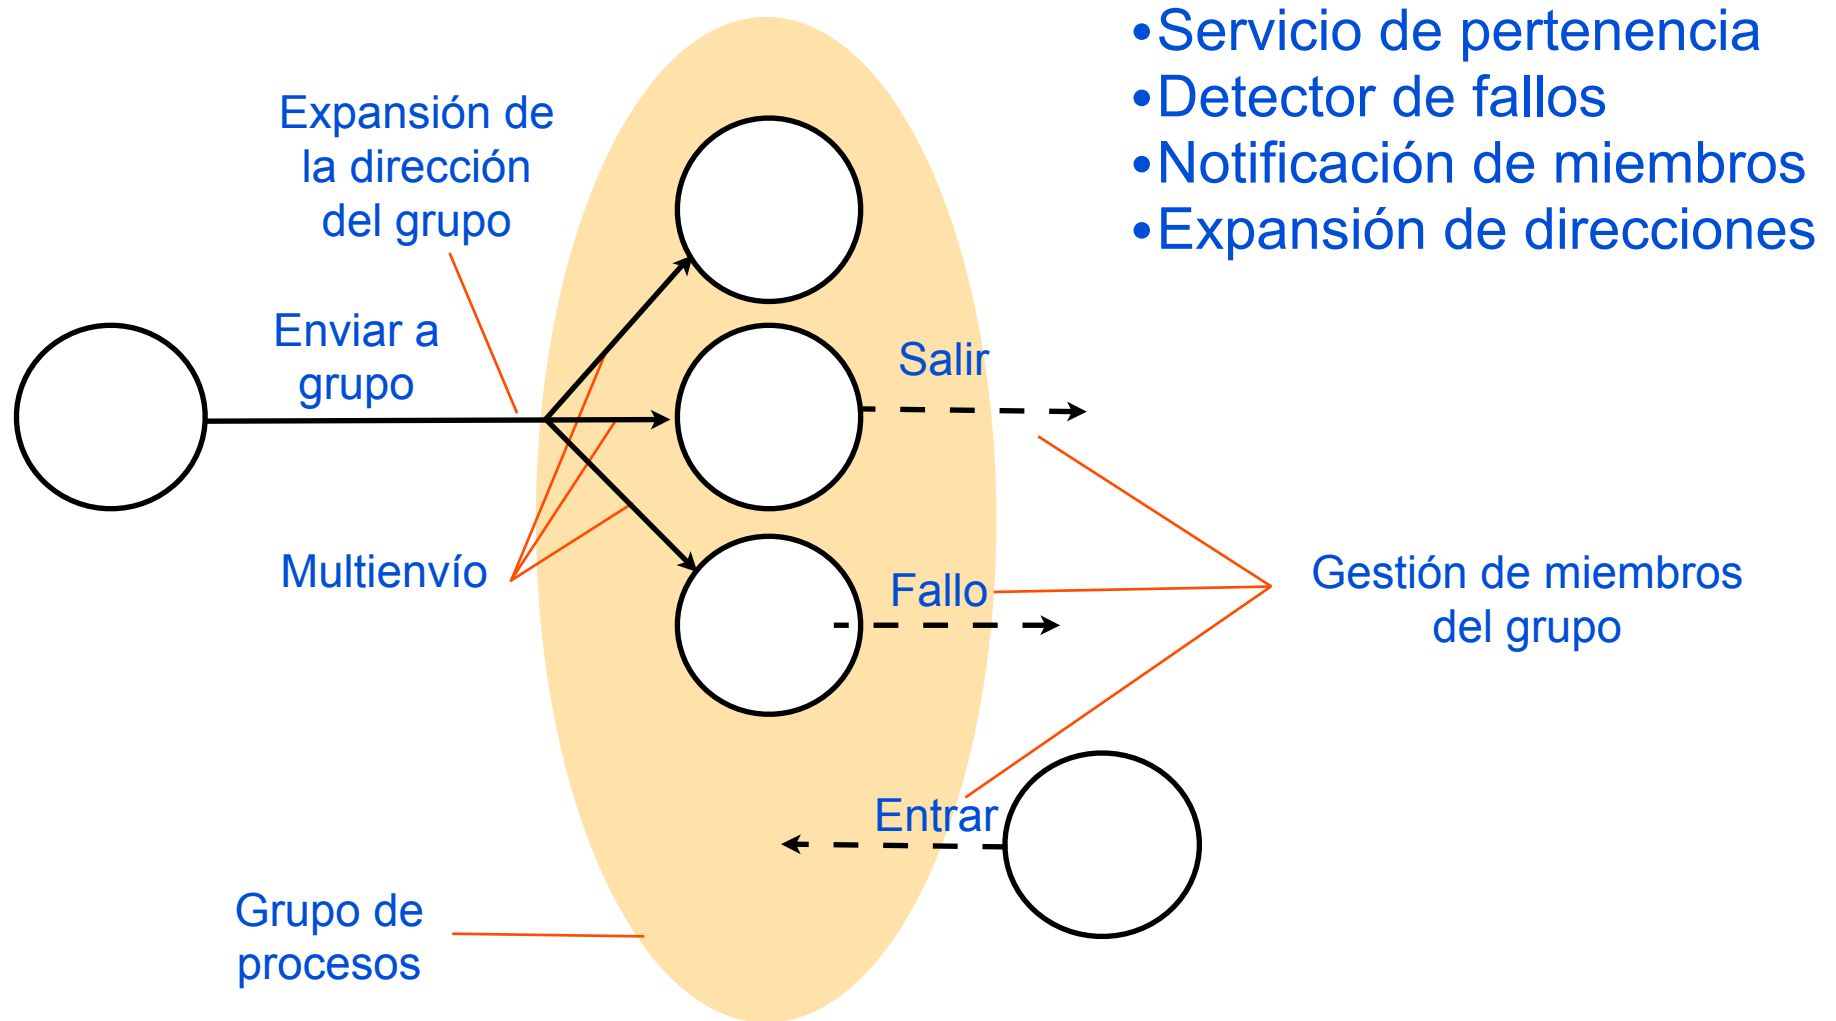 •Servicio de pertenencia
•Detector de fallos
•Notificación de miembros
•Expansión de direcciones
Expansión de
la dirección
del grupo
Enviar a
grupo
Salir
Multienvío
Fallo
Gestión de miembros
del grupo
Entrar
Grupo de
procesos